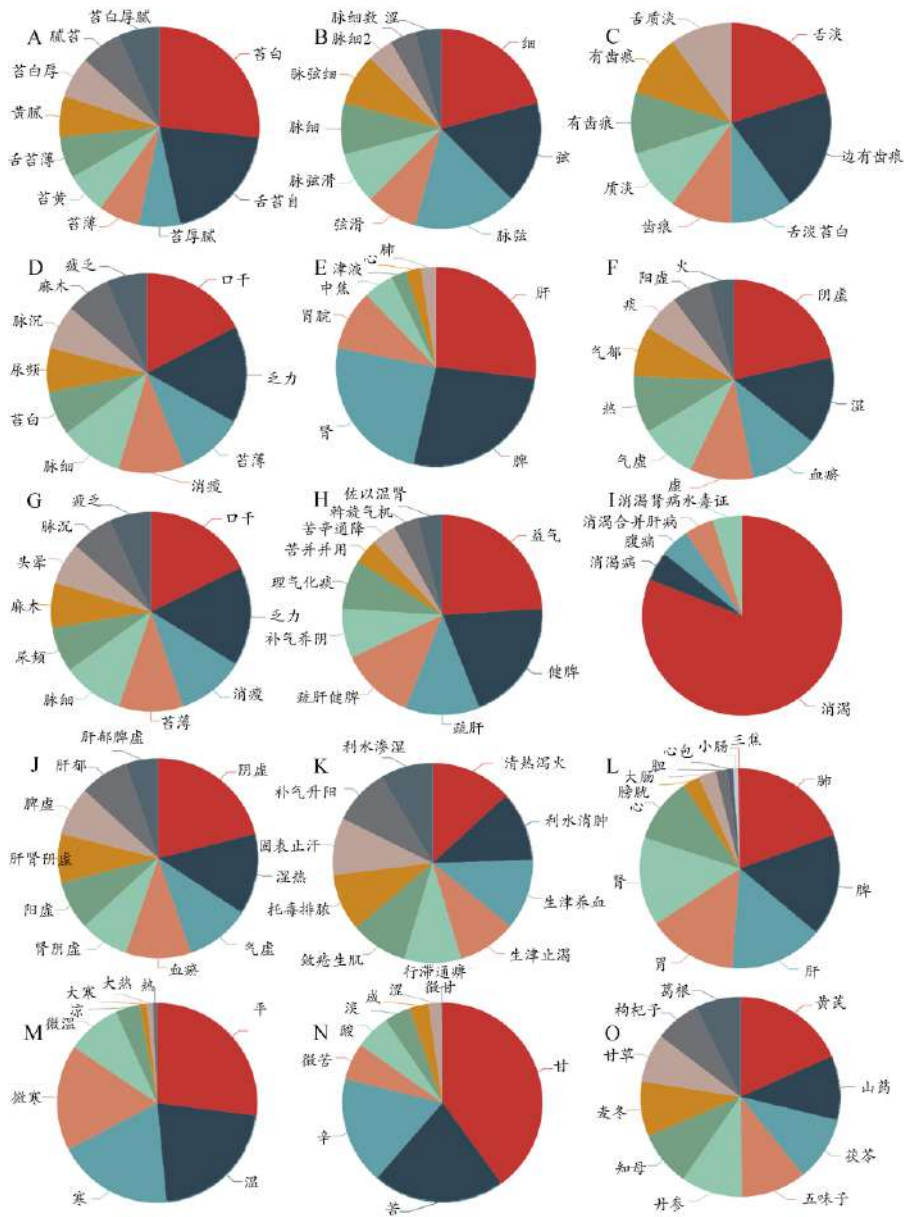 A
苔白厚腻
腻苔
苔白厚
黄腻
舌苔薄
苔黄
苔薄
苔厚腻
舌苔白
苔白
B
脉细数 涩
脉细2
脉弦细
脉细
脉弦滑
弦滑
脉弦
弦
细
C
舌质淡
有齿痕
有齿痕
质淡
齿痕
舌淡苔白
边有齿痕
舌淡
D
疲乏
麻木
脉沉
尿频
苔白
脉细
消瘦
苔薄
乏力
口干
E
肺
心
津液
中焦
胃脘
肾
脾
肝
F
火
阳虚
痰
气郁
热
气虚
虚
血瘀
湿
阴虚
G
疲乏
脉沉
头晕
麻木
尿频
脉细
苔薄
消瘦
乏力
口干
H
佐以温肾
斡旋气机
苦辛通降
苦并并用
理气化痰
补气养阴
疏肝健脾
疏肝
健脾
益气
I
消渴肾病水毒证
消渴合并肝病
腹痛
消渴病
消渴
J
肝郁脾虚
肝郁
脾虚
肝肾阴虚
阳虚
肾阴虚
血瘀
气虚
湿热
阴虚
K
利水渗湿
补气升阳
固表止汗
托毒排脓
敛疮生肌
行滞通痹
生津止渴
生津养血
利水消肿
清热泻火
L
三焦
小肠
心包
胆
大肠
膀胱
心
肾
胃
肝
脾
肺
M
热
大热
大寒
凉
微温
微寒
寒
温
平
N
微甘
涩
咸
淡
酸
微苦
辛
苦
甘
O
葛根
枸杞子
甘草
麦冬
知母
丹参
五味子
茯苓
山药
黄芪